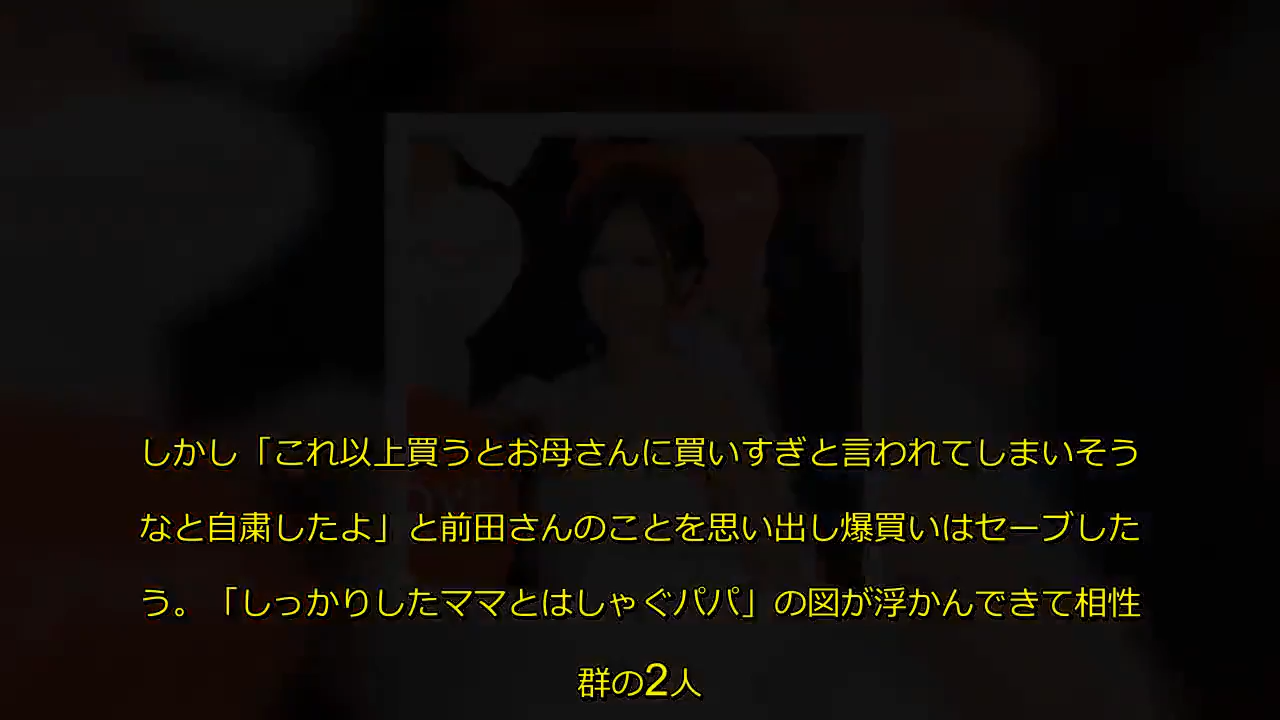 しかし「これ以上買うとお母さんに買いすぎと言われてしまいそう
なと自粛したよ」と前田さんのことを思い出し爆買いはセーブした
う。「しっかりしたママとはしゃぐパパ」の図が浮かんできて相性
群の2人